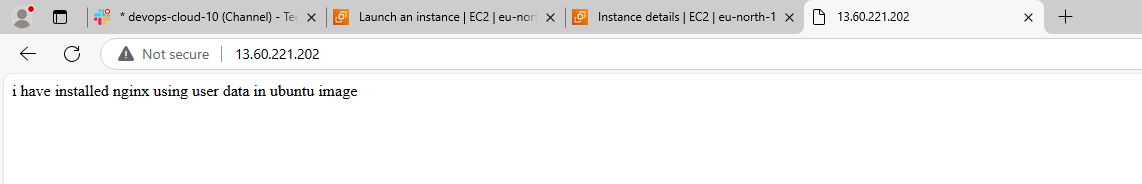 * devops-cloud-10 (Channel) - Tec
Launch an instance | EC2 | eu-nort
Instance details | EC2 | eu-north-1
13.60.221.202
Not secure
13.60.221.202
i have installed nginx using user data in ubuntu image